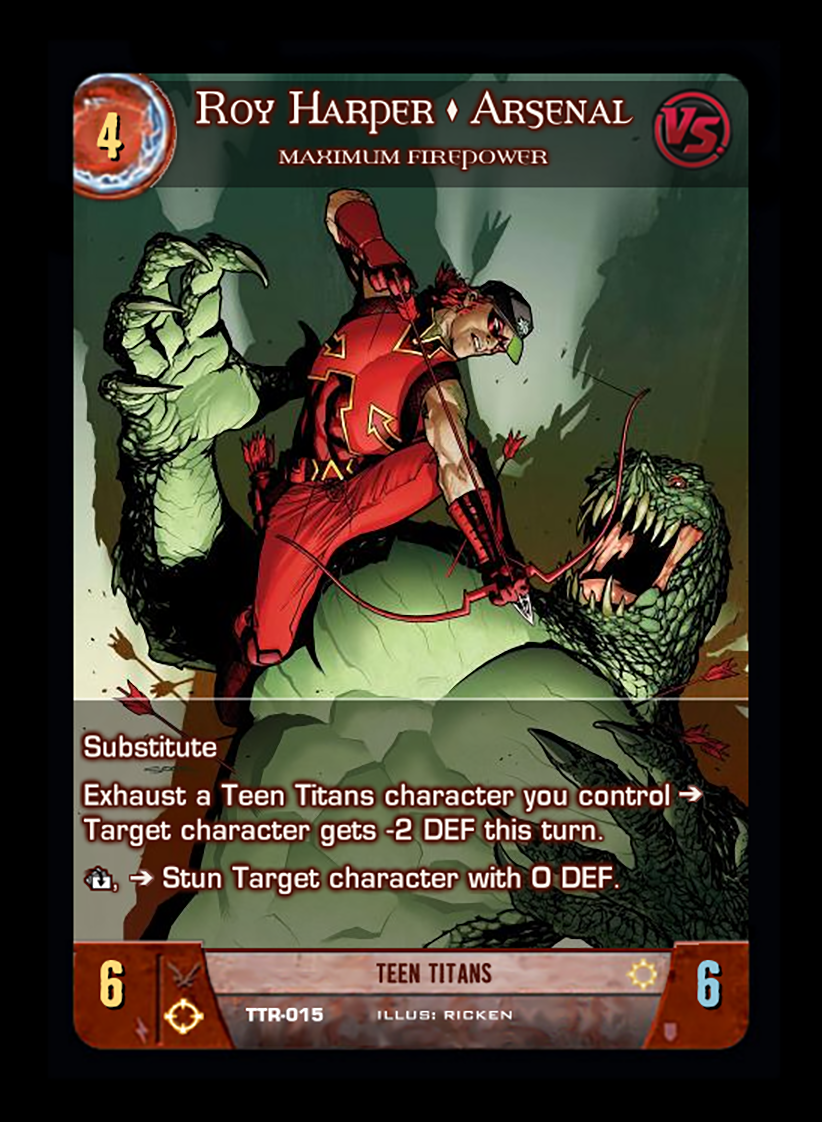 4
Roy Harper ♦ Arsenal
VS.
MAXIMUM FIREPOWER
Substitute
Exhaust a Teen Titans character you control →
Target character gets -2 DEF this turn.
, → Stun Target character with 0 DEF.
6
TEEN TITANS
6
TTR-015
ILLUS: RICKEN